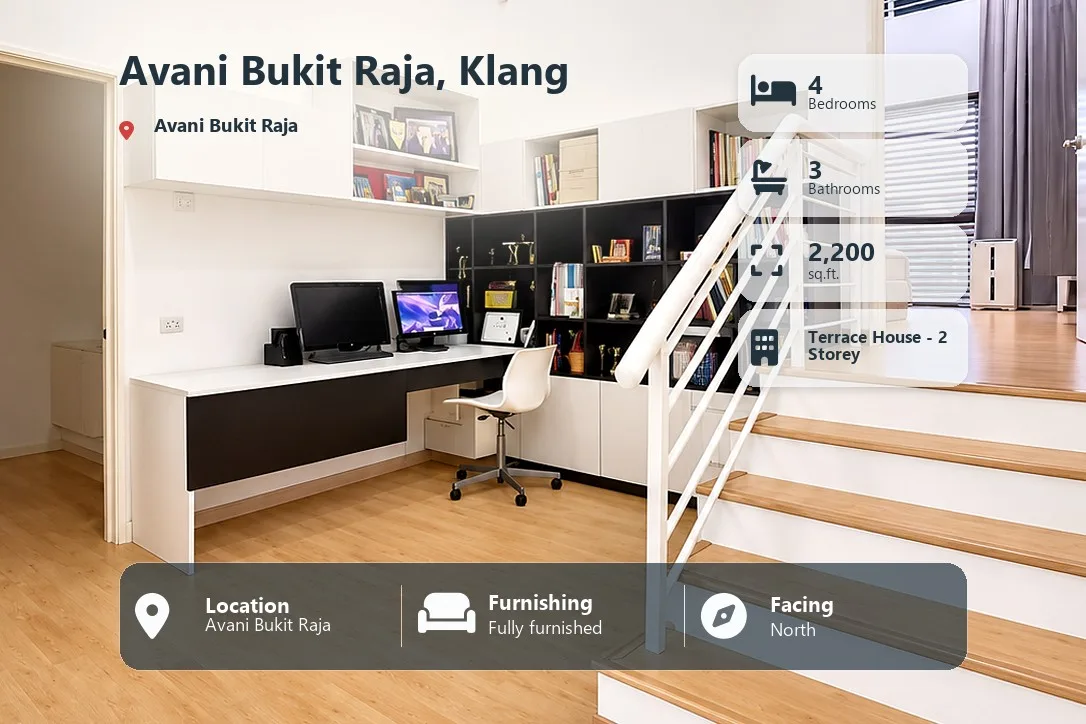 Avani Bukit Raja, Klang
Avani Bukit Raja
4
Bedrooms
3
Bathrooms
2,200
sq.ft.
Terrace House - 2
Storey
Location
Avani Bukit Raja
Furnishing
Fully furnished
Facing
North